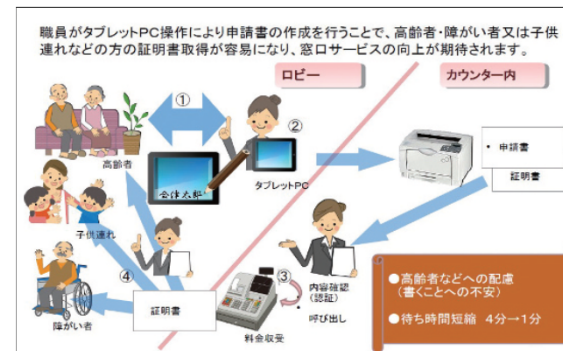 職員がタブレットPC操作により申請書の作成を行うことで、高齢者・障がい者又は子供
連れなどの方の証明書取得が容易になり、窓口サービスの向上が期待されます。
ロビー
カウンター内
①
②
高齢者
会津太郎
タブレットPC
・ 申請書
証明書
子供連れ
④
障がい者
証明書
③
料金収受
内容確認
(認証)
・ 呼び出し
●高齢者などへの配慮
(書くことへの不安)
●待ち時間短縮 4分→1分